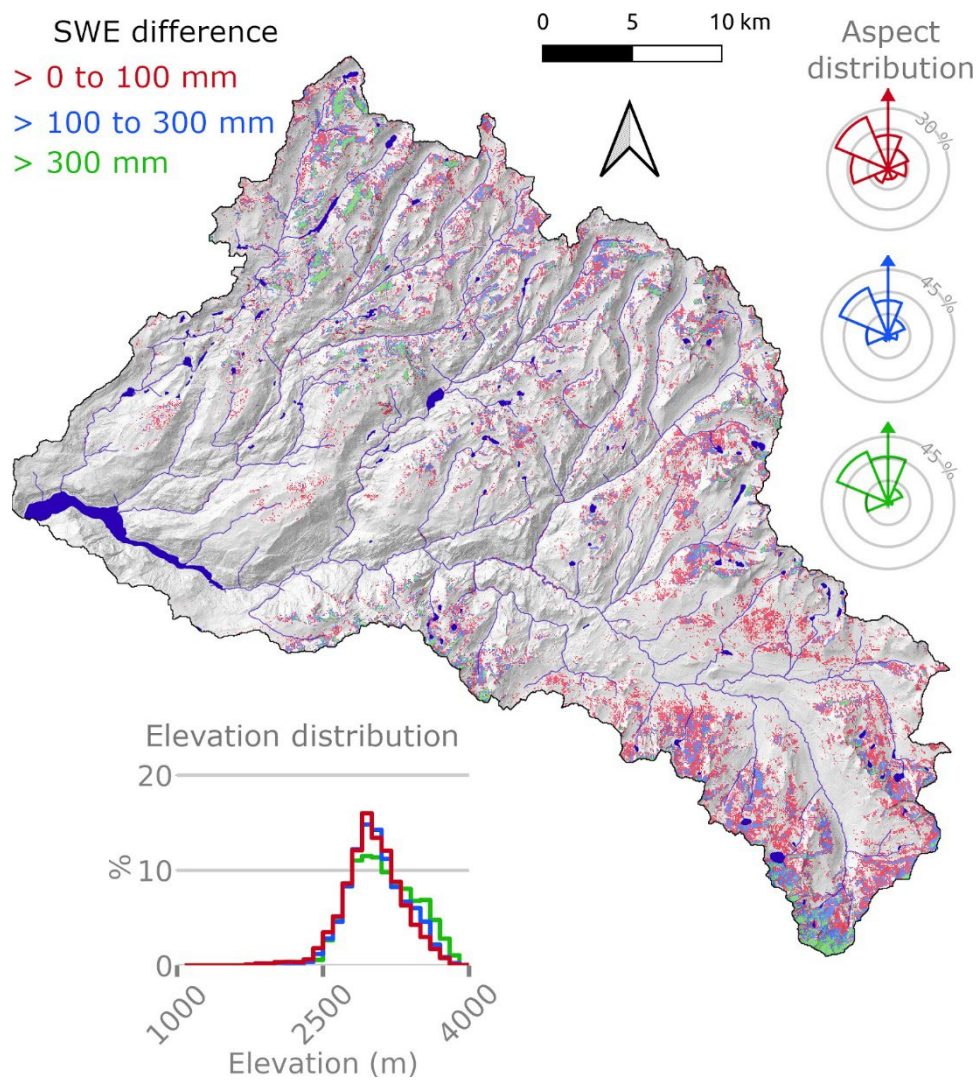 SWE difference
> 0 to 100 mm
> 100 to 300 mm
> 300 mm
0 5 10 km
Aspect
distribution
30 %
45 %
45 %
Elevation distribution
20
10
0
%
1000 2500 4000
Elevation (m)